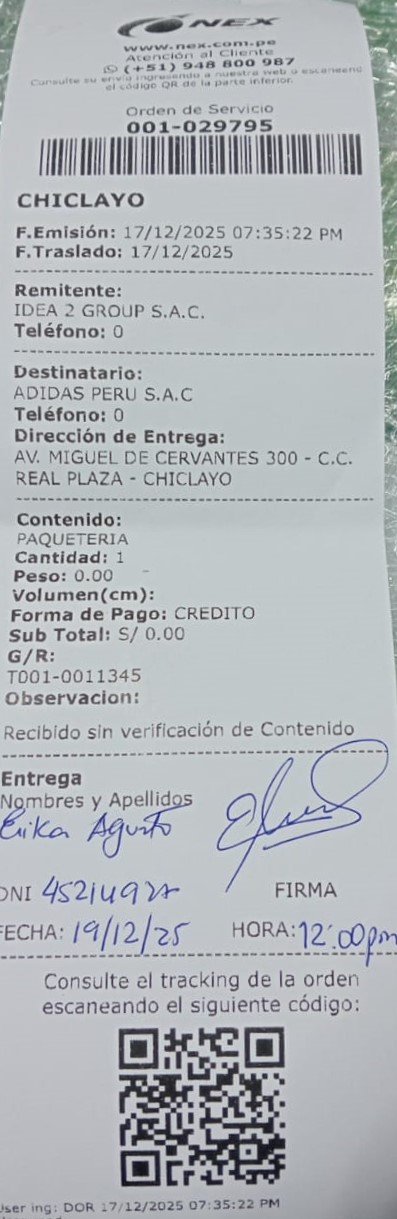 NEX
www.nex.com.pe
Atención al Cliente
(+51) 948 800 987
Consulte su envío ingresando a nuestra web o escaneend
el código QR de la parte inferior.
Orden de Servicio
001-029795
CHICLAYO
F.Emisión: 17/12/2025 07:35:22 PM
F.Traslado: 17/12/2025
Remitente:
IDEA 2 GROUP S.A.C.
Teléfono: 0
Destinatario:
ADIDAS PERU S.A.C
Teléfono: 0
Dirección de Entrega:
AV. MIGUEL DE CERVANTES 300 - C.C.
REAL PLAZA - CHICLAYO
Contenido:
PAQUETERIA
Cantidad: 1
Peso: 0.00
Volumen(cm):
Forma de Pago: CREDITO
Sub Total: S/ 0.00
G/R:
T001-0011345
Observacion:
Recibido sin verificación de Contenido
Entrega
Nombres y Apellidos
Erika Agusto
DNI
FIRMA
FECHA: 19/12/25 HORA: 12:00pm
Consulte el tracking de la orden
escaneando el siguiente código:
User ing: DOR 17/12/2025 07:35:22 PM